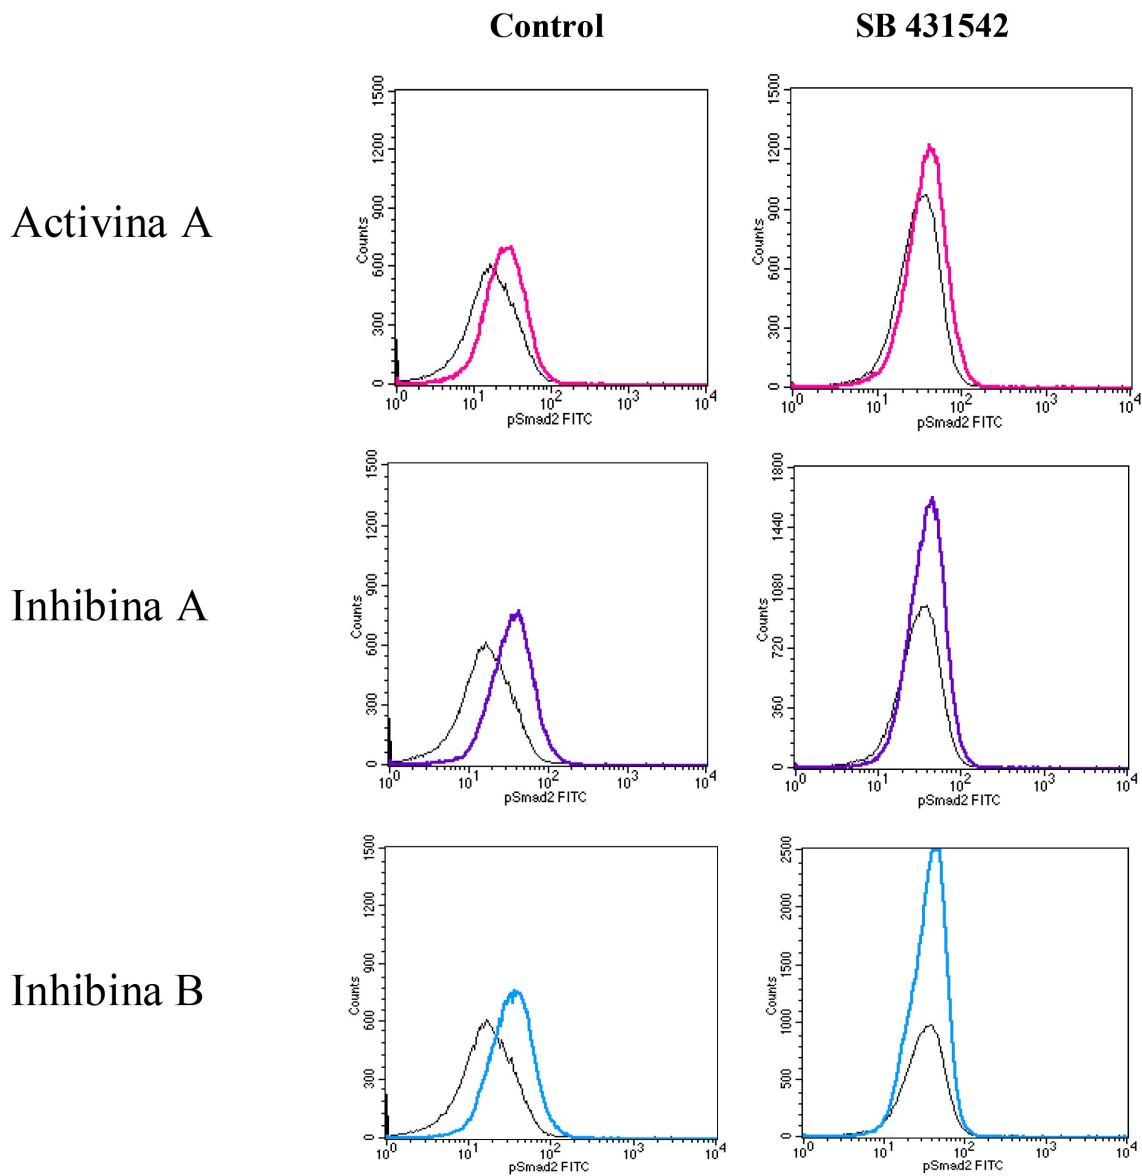 Control SB 431542
Activina A
Counts
1500
1200
900
600
300
0
10^0 10^1 10^2 10^3 10^4
pSmad2 FITC
Counts
1500
1200
900
600
300
0
10^0 10^1 10^2 10^3 10^4
pSmad2 FITC
Inhibina A
Counts
1500
1200
900
600
300
0
10^0 10^1 10^2 10^3 10^4
pSmad2 FITC
Counts
1800
1440
1080
720
360
0
10^0 10^1 10^2 10^3 10^4
pSmad2 FITC
Inhibina B
Counts
1500
1200
900
600
300
0
10^0 10^1 10^2 10^3 10^4
pSmad2 FITC
Counts
2500
2000
1500
1000
500
0
10^0 10^1 10^2 10^3 10^4
pSmad2 FITC